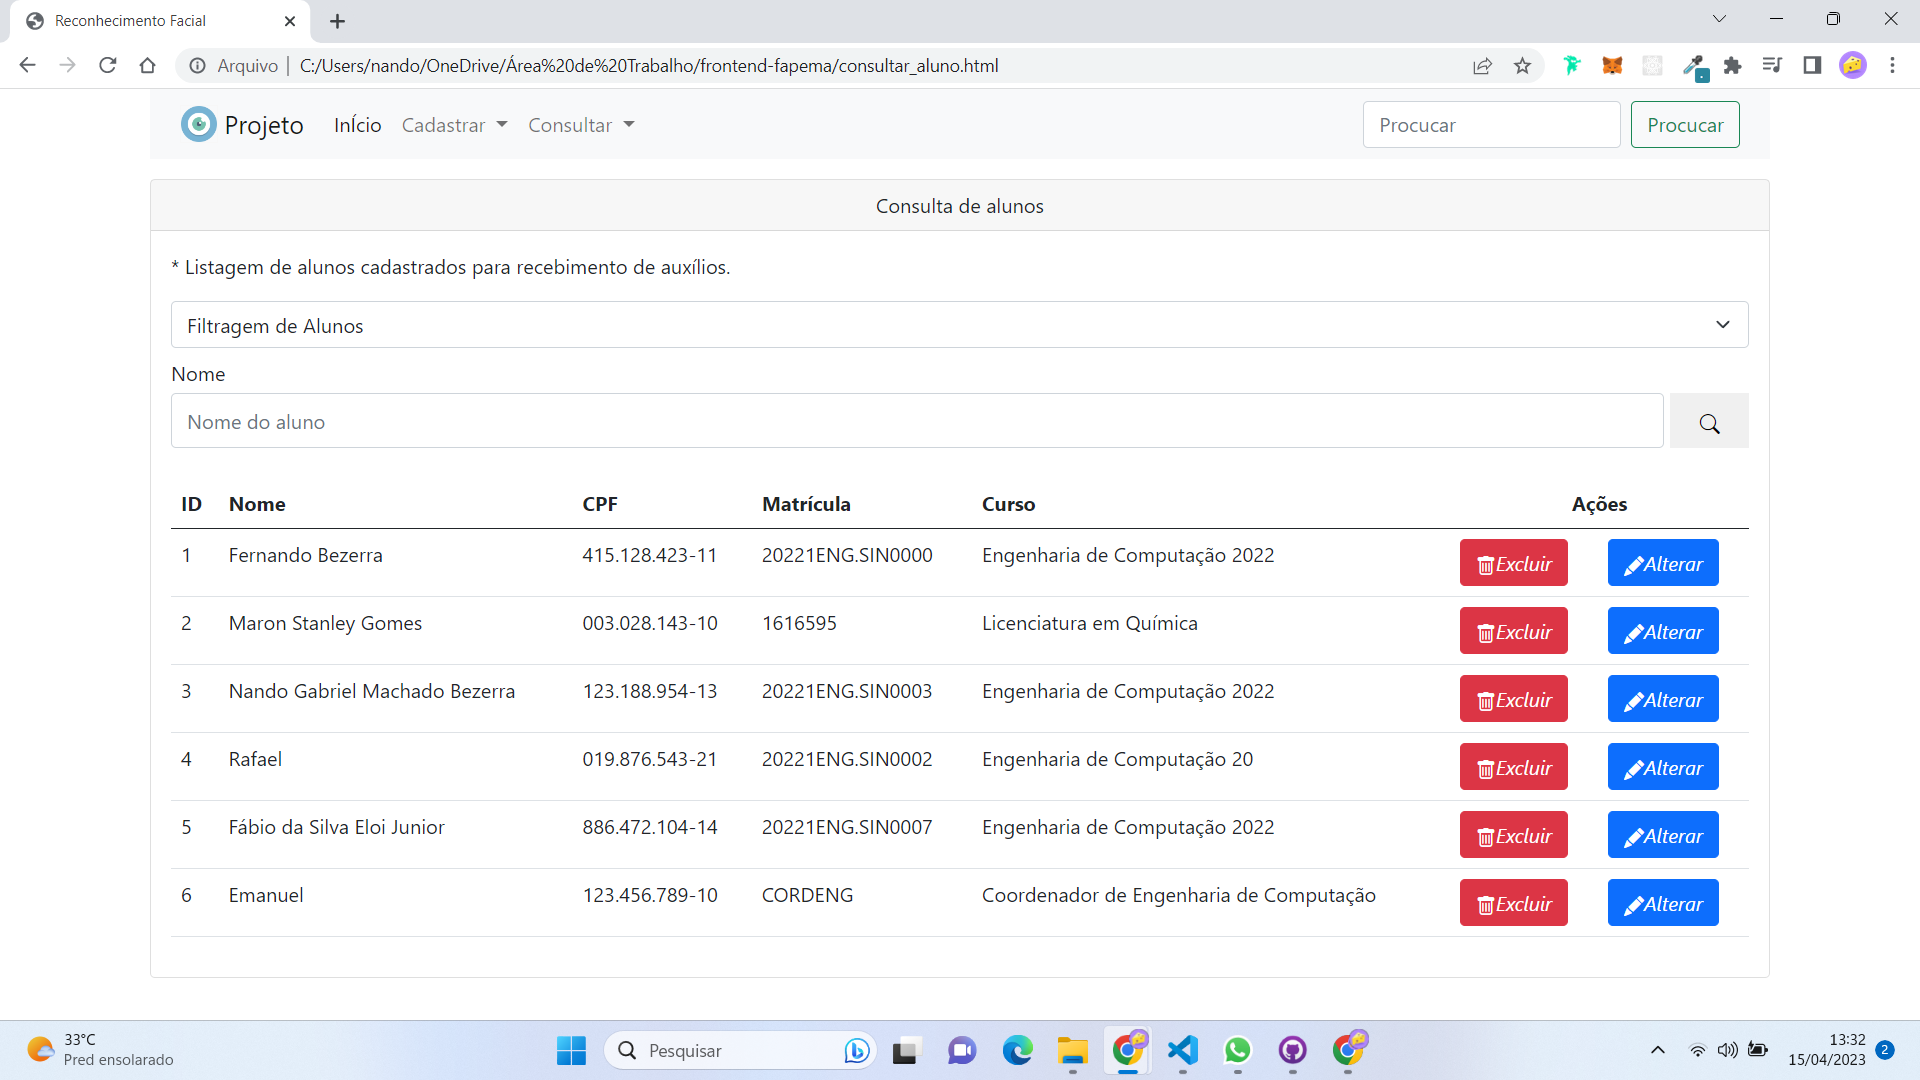 Reconhecimento Facial
Arquivo C:/Users/nando/OneDrive/Área%20de%20Trabalho/frontend-fapema/consultar_aluno.html
Projeto InÍcio Cadastrar Consultar Procucar Procucar
Consulta de alunos
* Listagem de alunos cadastrados para recebimento de auxílios.
Filtragem de Alunos
Nome
Nome do aluno
ID Nome CPF Matrícula Curso Ações
1 Fernando Bezerra 415.128.423-11 20221ENG.SIN0000 Engenharia de Computação 2022 Excluir Alterar
2 Maron Stanley Gomes 003.028.143-10 1616595 Licenciatura em Química Excluir Alterar
3 Nando Gabriel Machado Bezerra 123.188.954-13 20221ENG.SIN0003 Engenharia de Computação 2022 Excluir Alterar
4 Rafael 019.876.543-21 20221ENG.SIN0002 Engenharia de Computação 20 Excluir Alterar
5 Fábio da Silva Eloi Junior 886.472.104-14 20221ENG.SIN0007 Engenharia de Computação 2022 Excluir Alterar
6 Emanuel 123.456.789-10 CORDENG Coordenador de Engenharia de Computação Excluir Alterar
33°C
Pred ensolarado
Pesquisar
13:32
15/04/2023
2